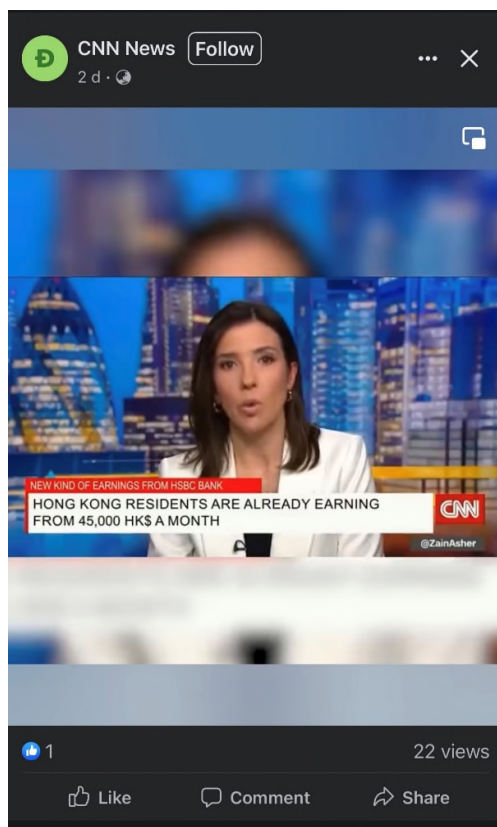 CNN News Follow
2 d ·
NEW KIND OF EARNINGS FROM HSBC BANK
HONG KONG RESIDENTS ARE ALREADY EARNING
FROM 45,000 HK$ A MONTH
CNN
@ZainAsher
1 22 views
Like Comment Share